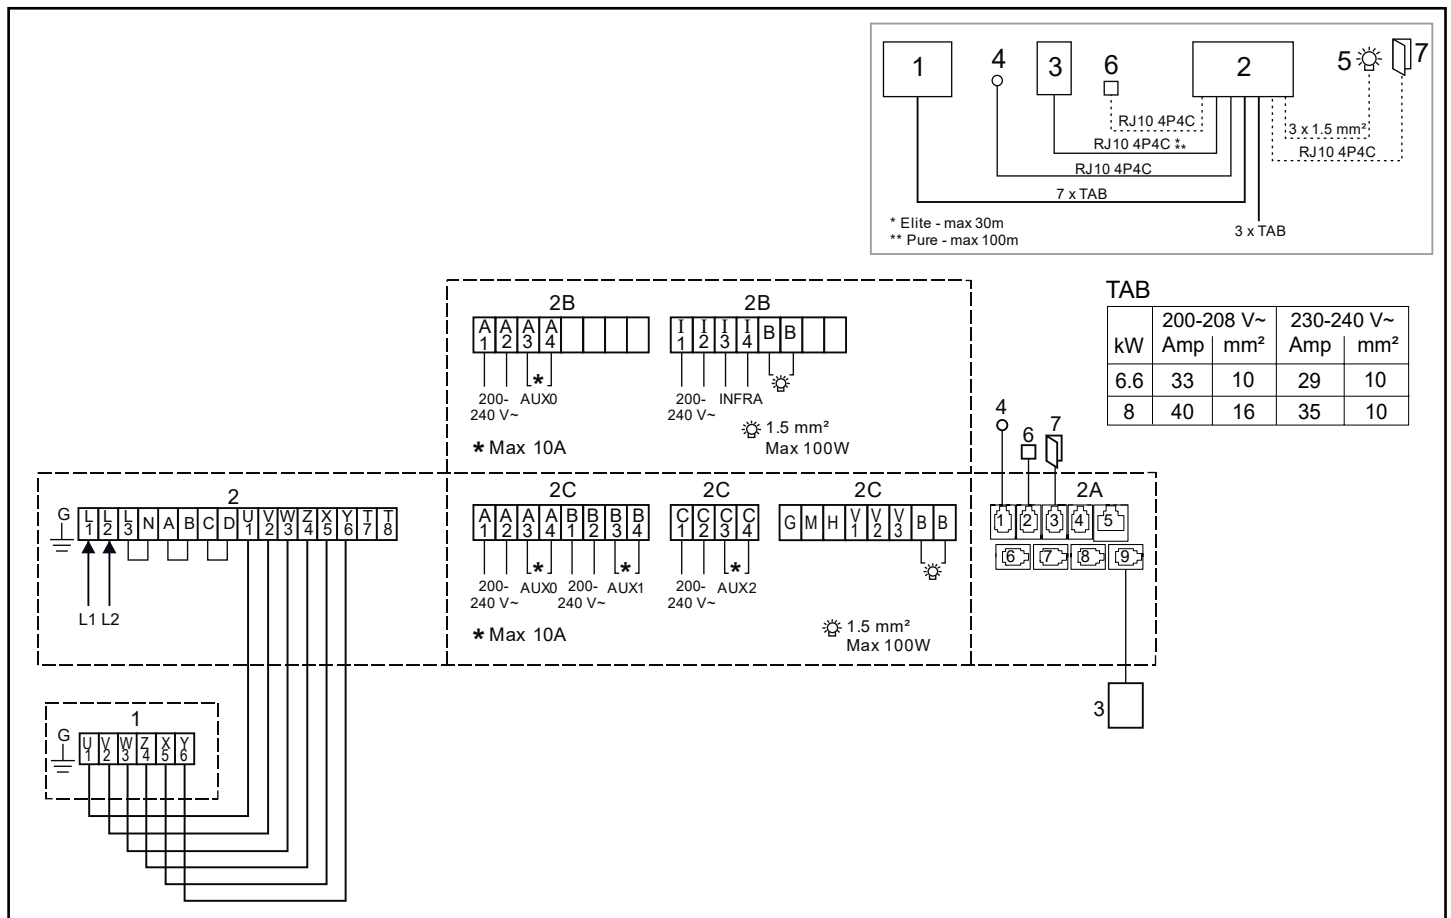 1 4 3 6 2 5 7
RJ10 4P4C
3 x 1.5 mm²
RJ10 4P4C * **
RJ10 4P4C
RJ10 4P4C
7 x TAB
* Elite - max 30m
** Pure - max 100m
3 x TAB
TAB
200-208 V~ 230-240 V~
kW Amp mm² Amp mm²
6.6 33 10 29 10
8 40 16 35 10
2B
A1 A2 A3 A4
*
200-240 V~ AUX0
* Max 10A
2B
I1 I2 I3 I4 B B
200-240 V~ INFRA
1.5 mm²
Max 100W
2
G L1 L2 L3 N A B C D U1 V2 W3 Z4 X5 Y6 T7 T8
L1 L2
2C
A1 A2 A3 A4 B1 B2 B3 B4
* *
200-240 V~ AUX0 200-240 V~ AUX1
* Max 10A
2C
C1 C2 C3 C4
*
200-240 V~ AUX2
2C
G M H V1 V2 V3 B B
1.5 mm²
Max 100W
4 6 7
2A
1 2 3 4 5
6 7 8 9
3
1
G U1 V2 W3 Z4 X5 Y6